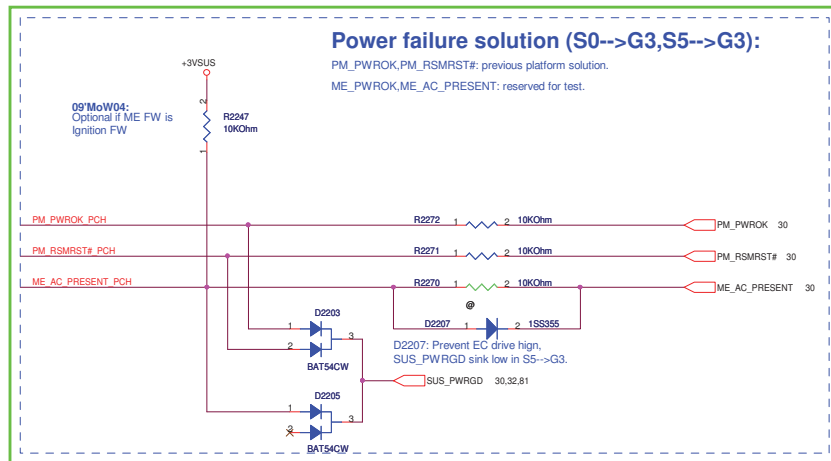 Power failure solution (S0-->G3,S5-->G3):
PM_PWROK,PM_RSMRST#: previous platform solution.
ME_PWROK,ME_AC_PRESENT: reserved for test.
+3VSUS
09'MoW04:
Optional if ME FW is
Ignition FW
2
R2247
10KOhm
1
PM_PWROK_PCH
R2272 1 2 10KOhm
PM_PWROK 30
PM_RSMRST#_PCH
R2271 1 2 10KOhm
PM_RSMRST# 30
ME_AC_PRESENT_PCH
R2270 1 2 10KOhm
ME_AC_PRESENT 30
@
D2203
1
2
3
BAT54CW
D2207 1 2 1SS355
D2207: Prevent EC drive hign,
SUS_PWRGD sink low in S5-->G3.
SUS_PWRGD 30,32,81
D2205
1
2
3
BAT54CW